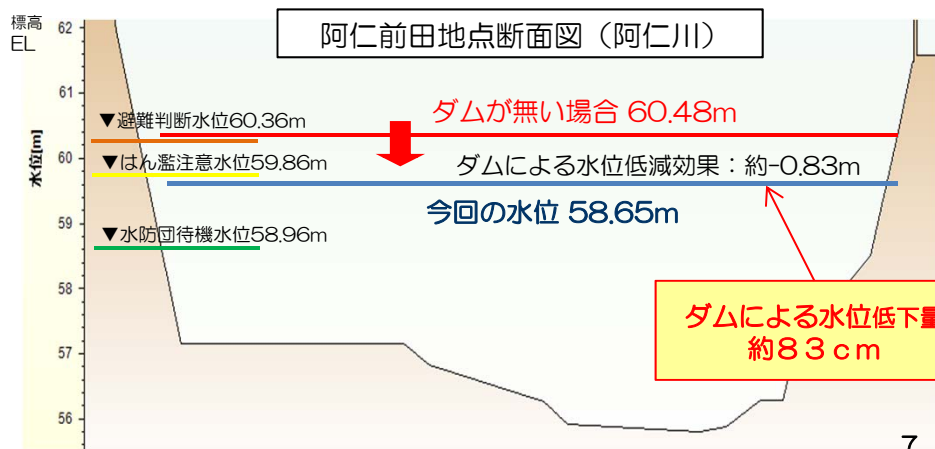 標高
EL
阿仁前田地点断面図（阿仁川）
水位[m]
62
61
60
59
58
57
56
ダムが無い場合 60.48m
▼避難判断水位60.36m
▼はん濫注意水位59.86m
ダムによる水位低減効果：約-0.83m
今回の水位 58.65m
▼水防団待機水位58.96m
ダムによる水位低下量
約８３ｃｍ
7